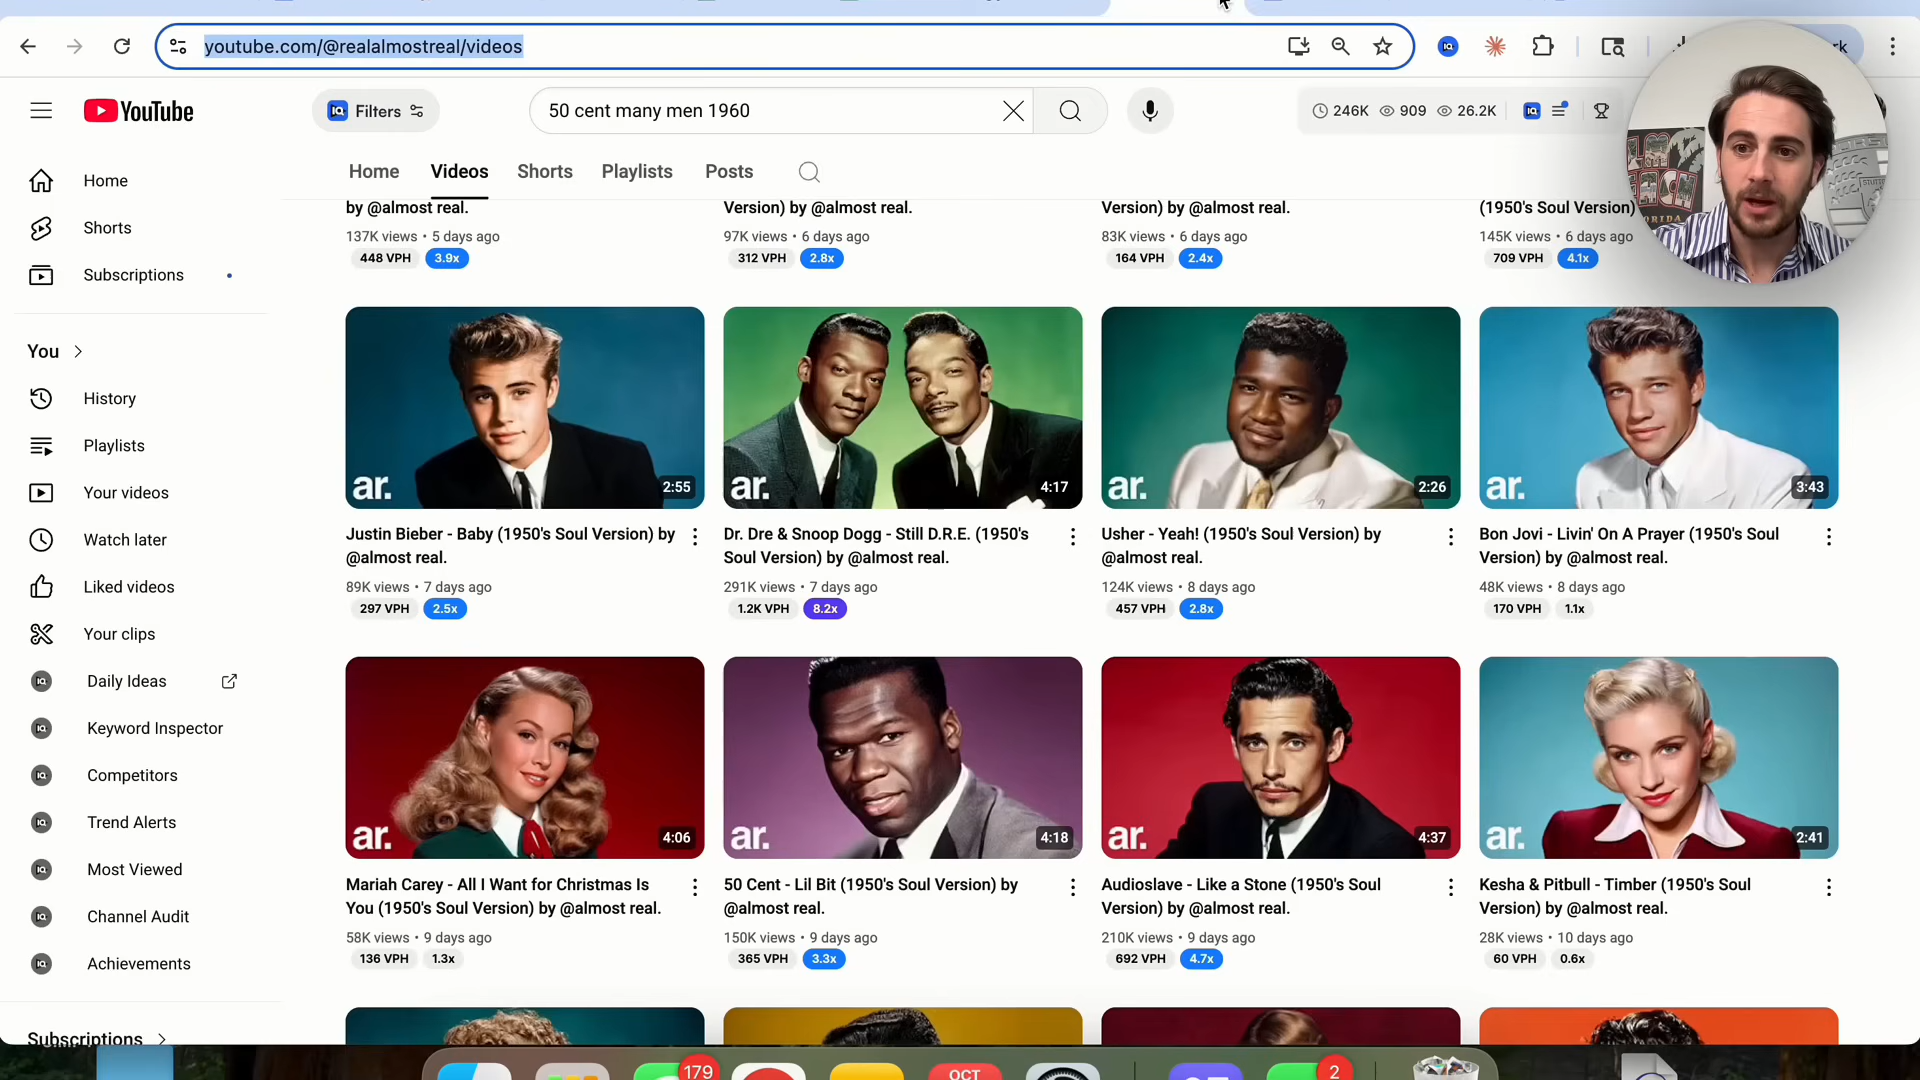 youtube.com/@realalmostreal/videos
rk
YouTube
Filters
50 cent many men 1960
246K 909 26.2K
Home Videos Shorts Playlists Posts
Home
Shorts
Subscriptions
You
History
Playlists
Your videos
Watch later
Liked videos
Your clips
Daily Ideas
Keyword Inspector
Competitors
Trend Alerts
Most Viewed
Channel Audit
Achievements
Subscriptions
by @almost real.
137K views • 5 days ago
448 VPH 3.9x
Version) by @almost real.
97K views • 6 days ago
312 VPH 2.8x
Version) by @almost real.
83K views • 6 days ago
164 VPH 2.4x
(1950's Soul Version)
145K views • 6 days ago
709 VPH 4.1x
ar. 2:55
Justin Bieber - Baby (1950's Soul Version) by
@almost real.
89K views • 7 days ago
297 VPH 2.5x
ar. 4:17
Dr. Dre & Snoop Dogg - Still D.R.E. (1950's
Soul Version) by @almost real.
291K views • 7 days ago
1.2K VPH 8.2x
ar. 2:26
Usher - Yeah! (1950's Soul Version) by
@almost real.
124K views • 8 days ago
457 VPH 2.8x
ar. 3:43
Bon Jovi - Livin' On A Prayer (1950's Soul
Version) by @almost real.
48K views • 8 days ago
170 VPH 1.1x
ar. 4:06
Mariah Carey - All I Want for Christmas Is
You (1950's Soul Version) by @almost real.
58K views • 9 days ago
136 VPH 1.3x
ar. 4:18
50 Cent - Lil Bit (1950's Soul Version) by
@almost real.
150K views • 9 days ago
365 VPH 3.3x
ar. 4:37
Audioslave - Like a Stone (1950's Soul
Version) by @almost real.
210K views • 9 days ago
692 VPH 4.7x
ar. 2:41
Kesha & Pitbull - Timber (1950's Soul
Version) by @almost real.
28K views • 10 days ago
60 VPH 0.6x
179
OCT
2